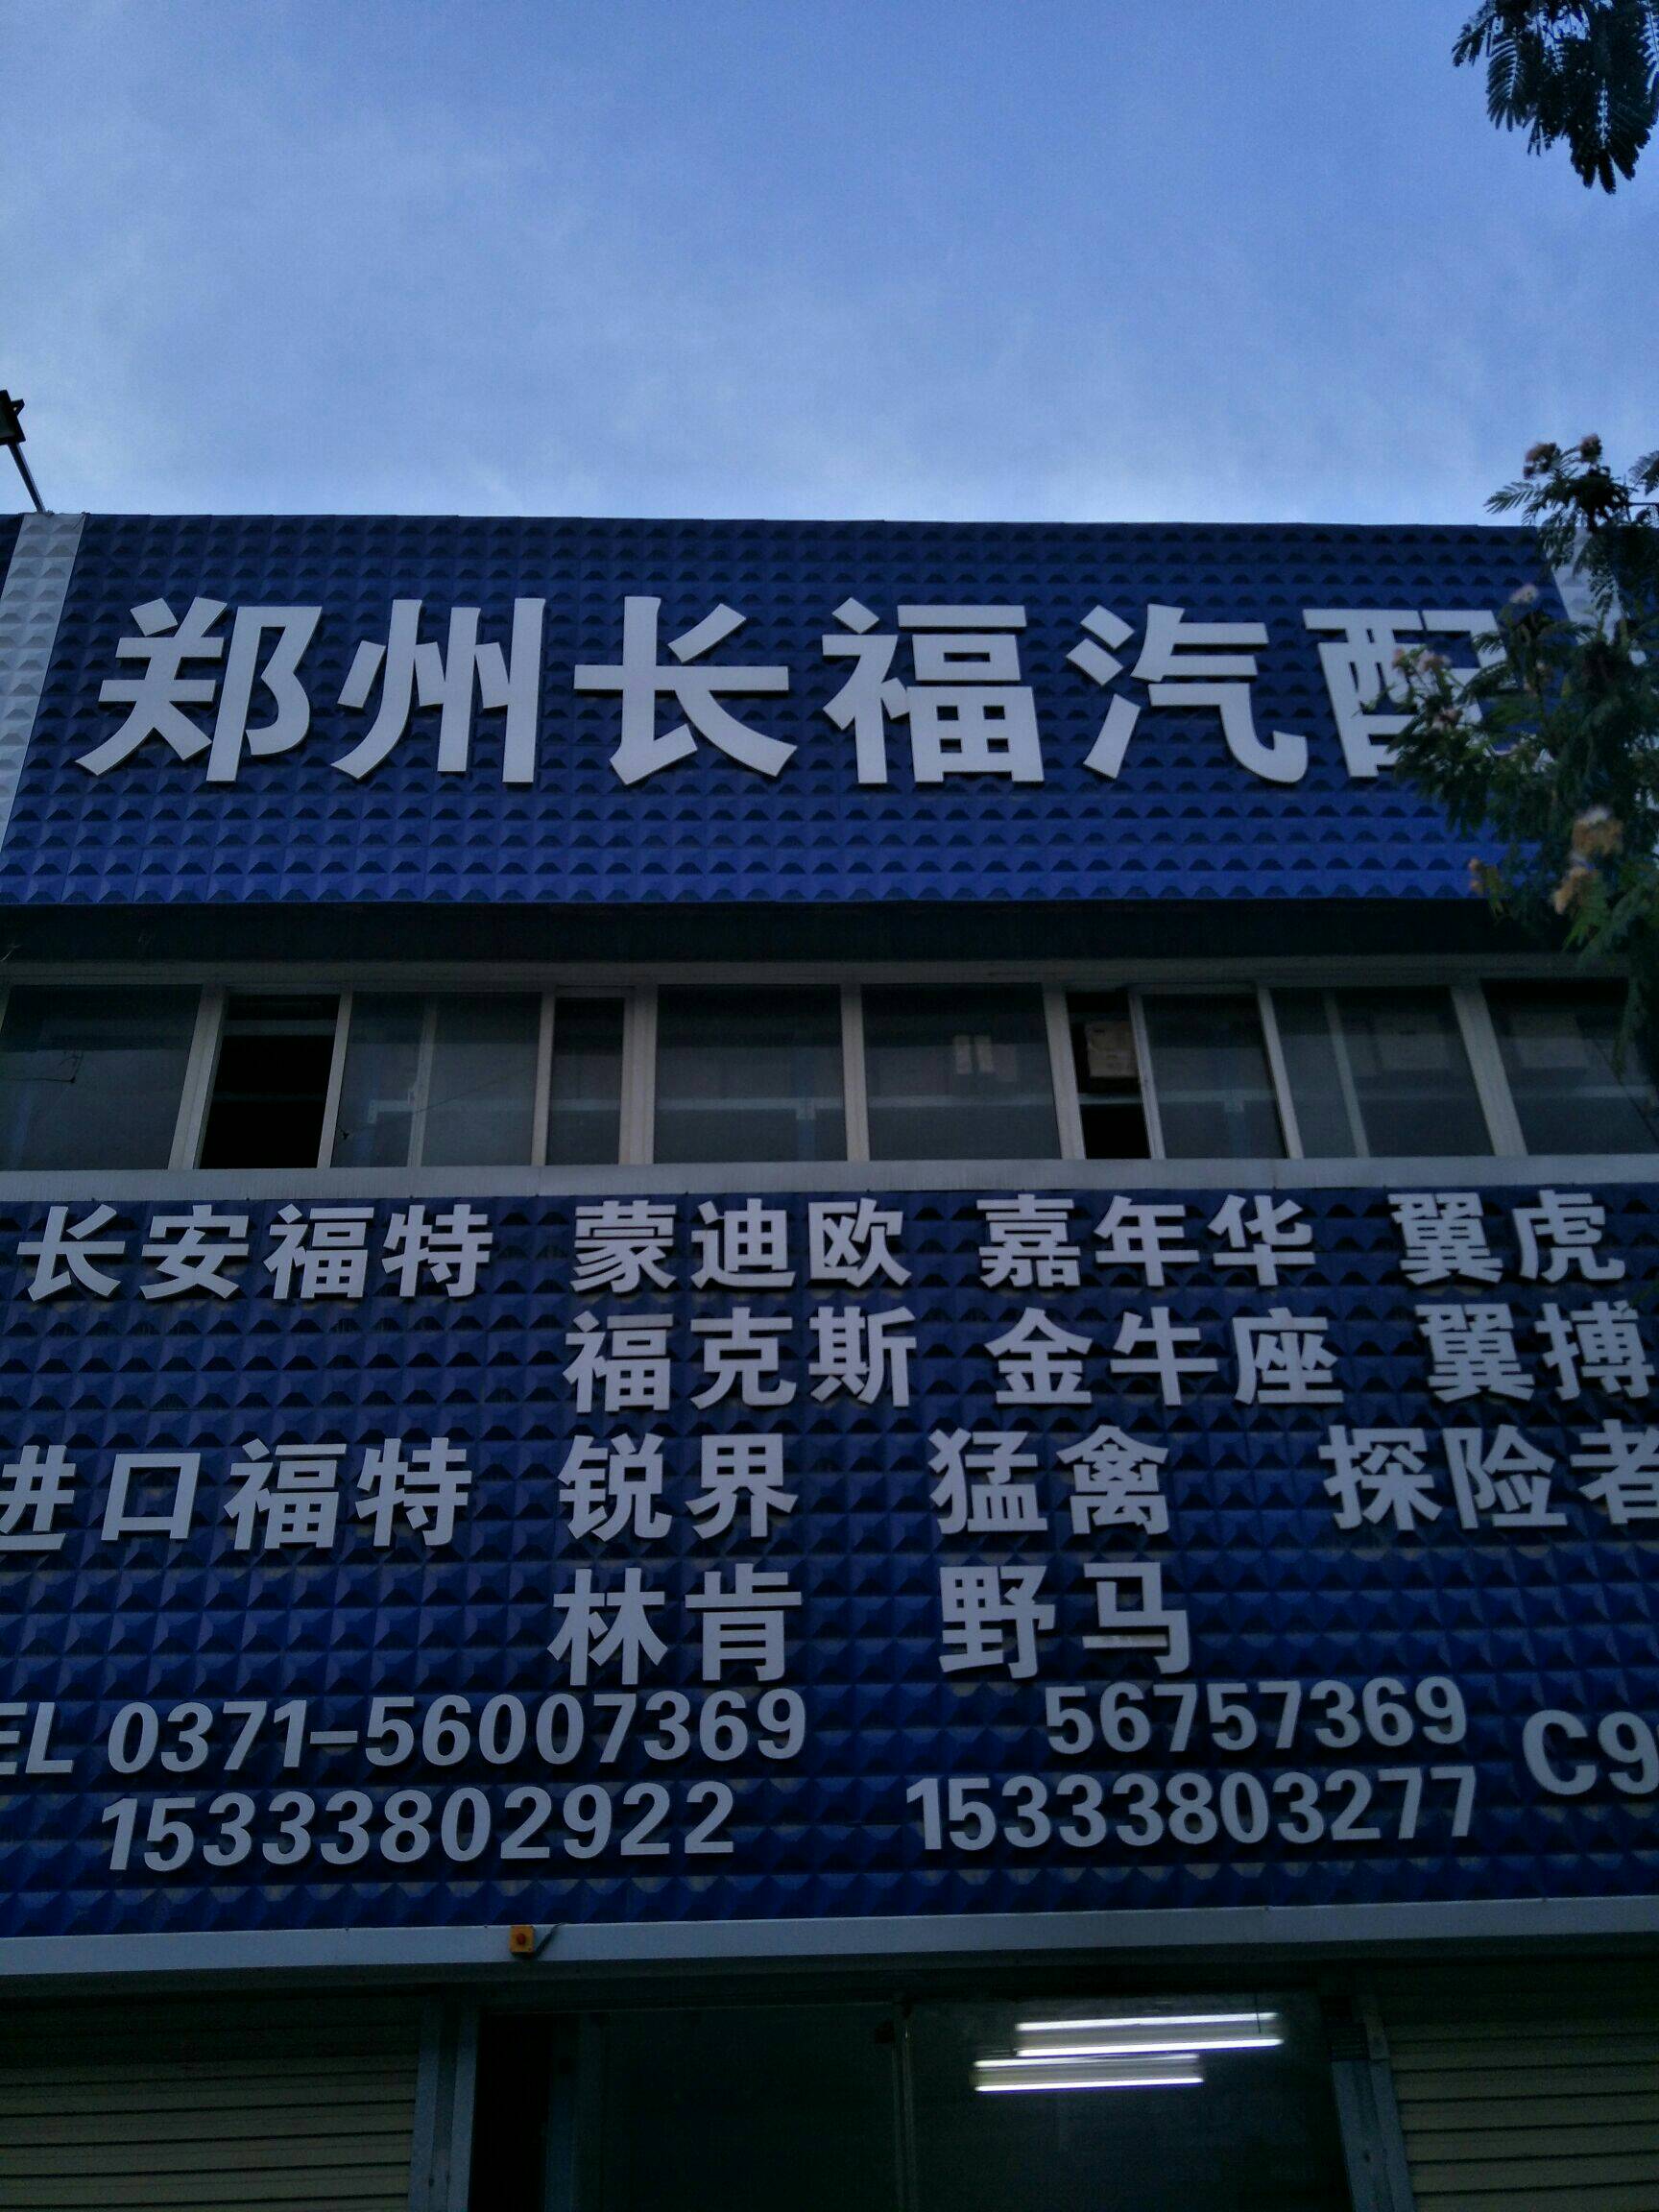 郑州长福汽配
长安福特 蒙迪欧 嘉年华 翼虎
福克斯 金牛座 翼搏
进口福特 锐界 猛禽 探险者
林肯 野马
EL 0371-56007369 56757369
15333802922 15333803277 C9